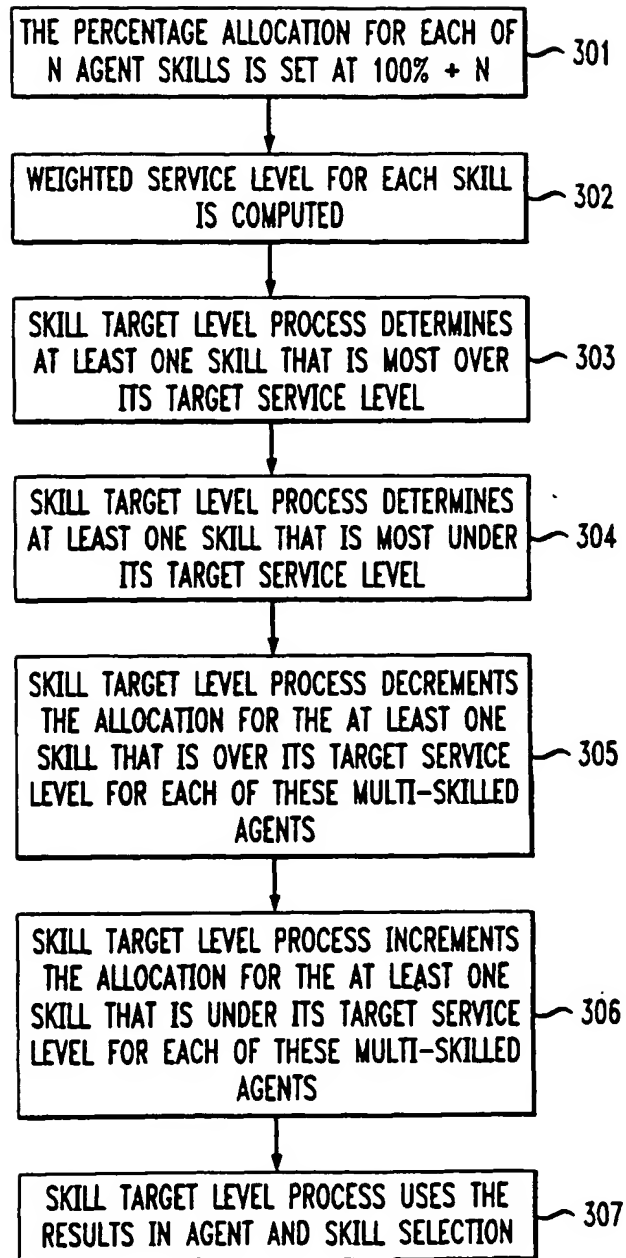 THE PERCENTAGE ALLOCATION FOR EACH OF
N AGENT SKILLS IS SET AT 100% + N
301
WEIGHTED SERVICE LEVEL FOR EACH SKILL
IS COMPUTED
302
SKILL TARGET LEVEL PROCESS DETERMINES
AT LEAST ONE SKILL THAT IS MOST OVER
ITS TARGET SERVICE LEVEL
303
SKILL TARGET LEVEL PROCESS DETERMINES
AT LEAST ONE SKILL THAT IS MOST UNDER
ITS TARGET SERVICE LEVEL
304
SKILL TARGET LEVEL PROCESS DECREMENTS
THE ALLOCATION FOR THE AT LEAST ONE
SKILL THAT IS OVER ITS TARGET SERVICE
LEVEL FOR EACH OF THESE MULTI-SKILLED
AGENTS
305
SKILL TARGET LEVEL PROCESS INCREMENTS
THE ALLOCATION FOR THE AT LEAST ONE
SKILL THAT IS UNDER ITS TARGET SERVICE
LEVEL FOR EACH OF THESE MULTI-SKILLED
AGENTS
306
SKILL TARGET LEVEL PROCESS USES THE
RESULTS IN AGENT AND SKILL SELECTION
307